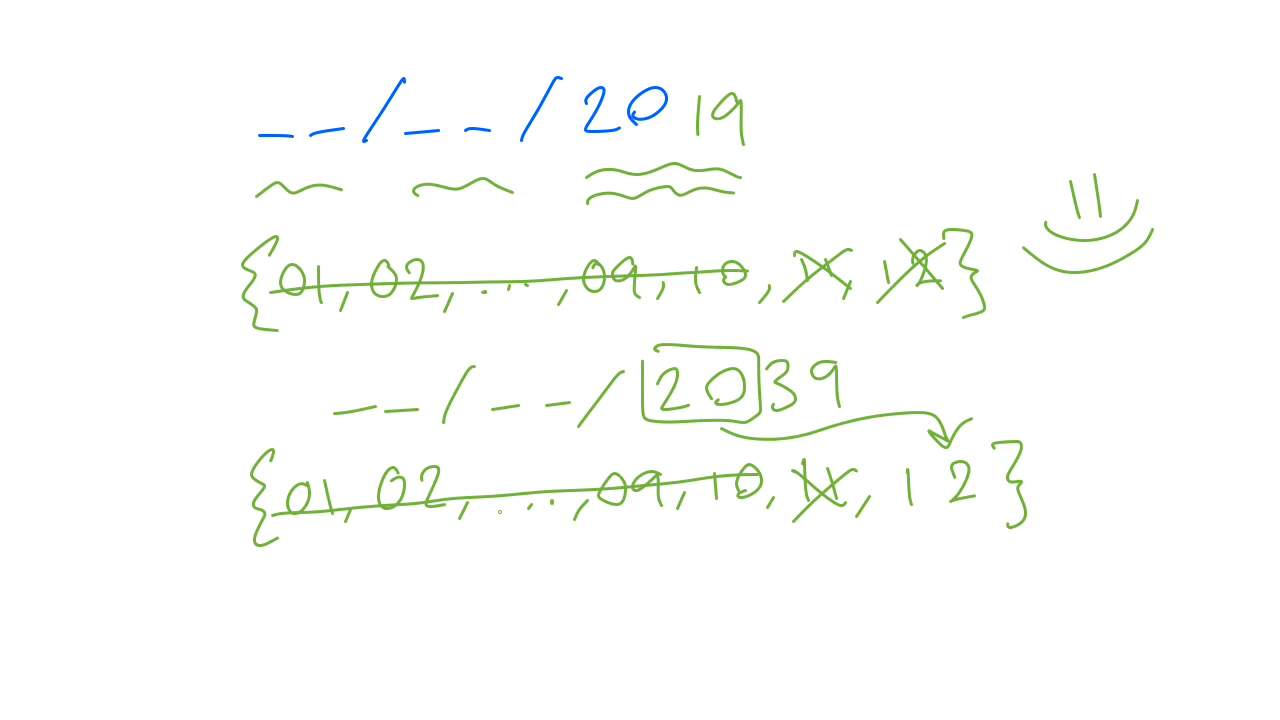 __/__/2019
{01, 02, ..., 09, 10, 11, 12}
__/__/2039
{01, 02, ..., 09, 10, 11, 12}